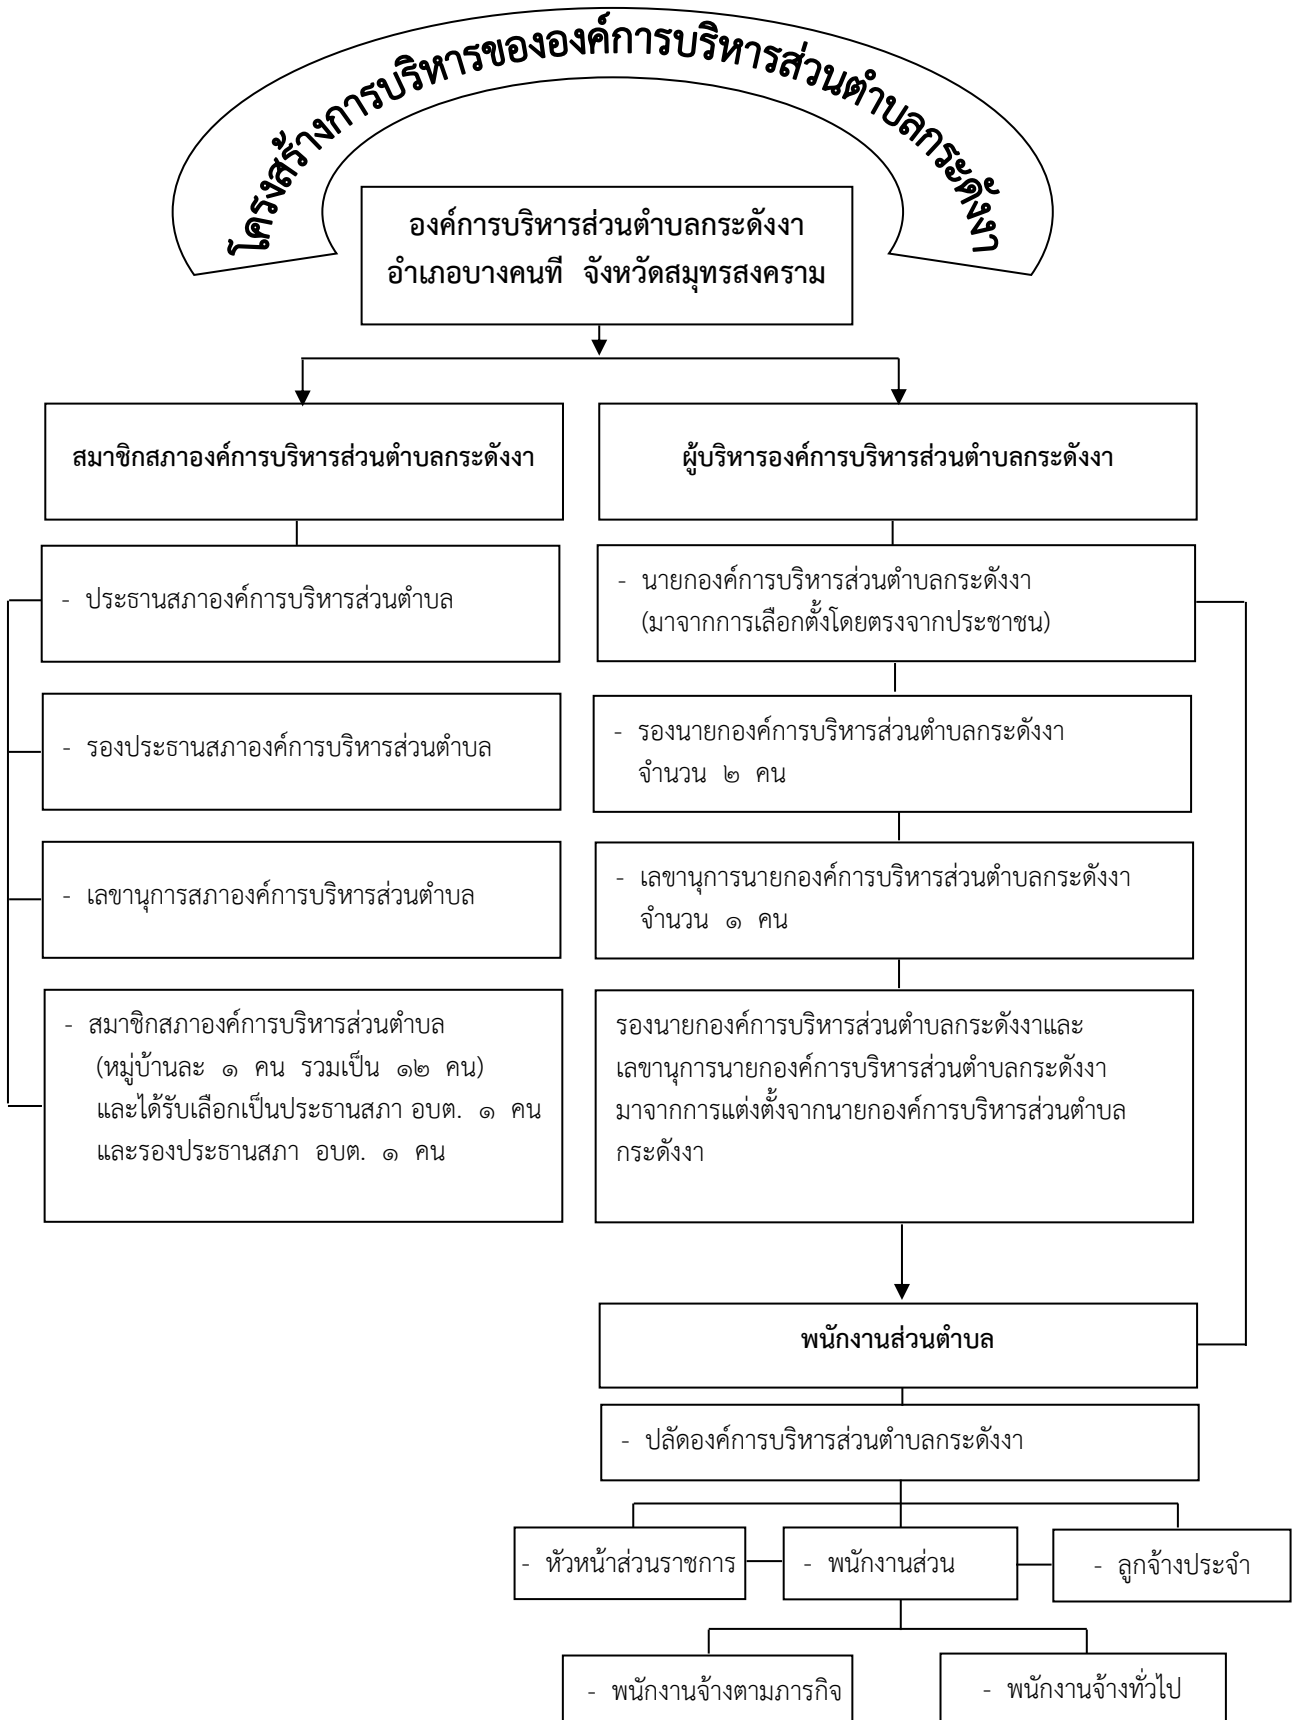 โครงสร้างการบริหารขององค์การบริหารส่วนตำบลกระดังงา
องค์การบริหารส่วนตำบลกระดังงา
อำเภอบางคนที จังหวัดสมุทรสงคราม
สมาชิกสภาองค์การบริหารส่วนตำบลกระดังงา
- ประธานสภาองค์การบริหารส่วนตำบล
- รองประธานสภาองค์การบริหารส่วนตำบล
- เลขานุการสภาองค์การบริหารส่วนตำบล
- สมาชิกสภาองค์การบริหารส่วนตำบล
(หมู่บ้านละ ๑ คน รวมเป็น ๑๒ คน)
และได้รับเลือกเป็นประธานสภา อบต. ๑ คน
และรองประธานสภา อบต. ๑ คน
ผู้บริหารองค์การบริหารส่วนตำบลกระดังงา
- นายกองค์การบริหารส่วนตำบลกระดังงา
(มาจากการเลือกตั้งโดยตรงจากประชาชน)
- รองนายกองค์การบริหารส่วนตำบลกระดังงา
จำนวน ๒ คน
- เลขานุการนายกองค์การบริหารส่วนตำบลกระดังงา
จำนวน ๑ คน
รองนายกองค์การบริหารส่วนตำบลกระดังงาและ
เลขานุการนายกองค์การบริหารส่วนตำบลกระดังงา
มาจากการแต่งตั้งจากนายกองค์การบริหารส่วนตำบล
กระดังงา
พนักงานส่วนตำบล
- ปลัดองค์การบริหารส่วนตำบลกระดังงา
- หัวหน้าส่วนราชการ
- พนักงานส่วน
- ลูกจ้างประจำ
- พนักงานจ้างตามภารกิจ
- พนักงานจ้างทั่วไป